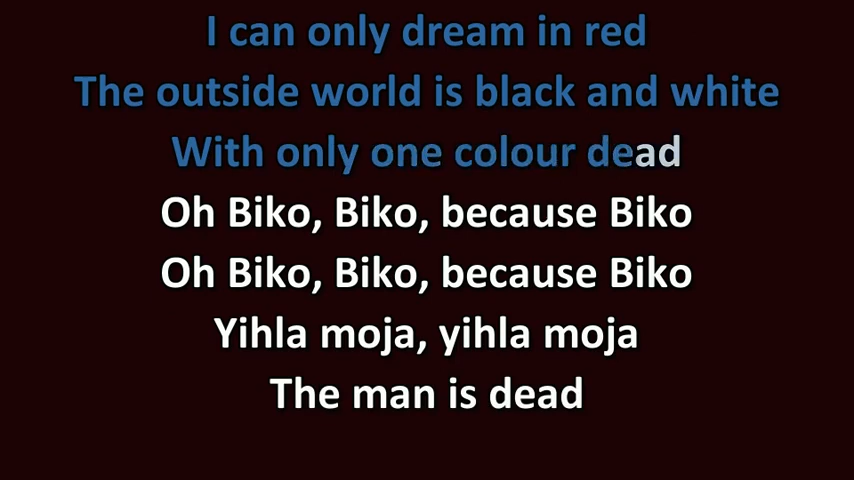 I can only dream in red
The outside world is black and white
With only one colour dead
Oh Biko, Biko, because Biko
Oh Biko, Biko, because Biko
Yihla moja, yihla moja
The man is dead